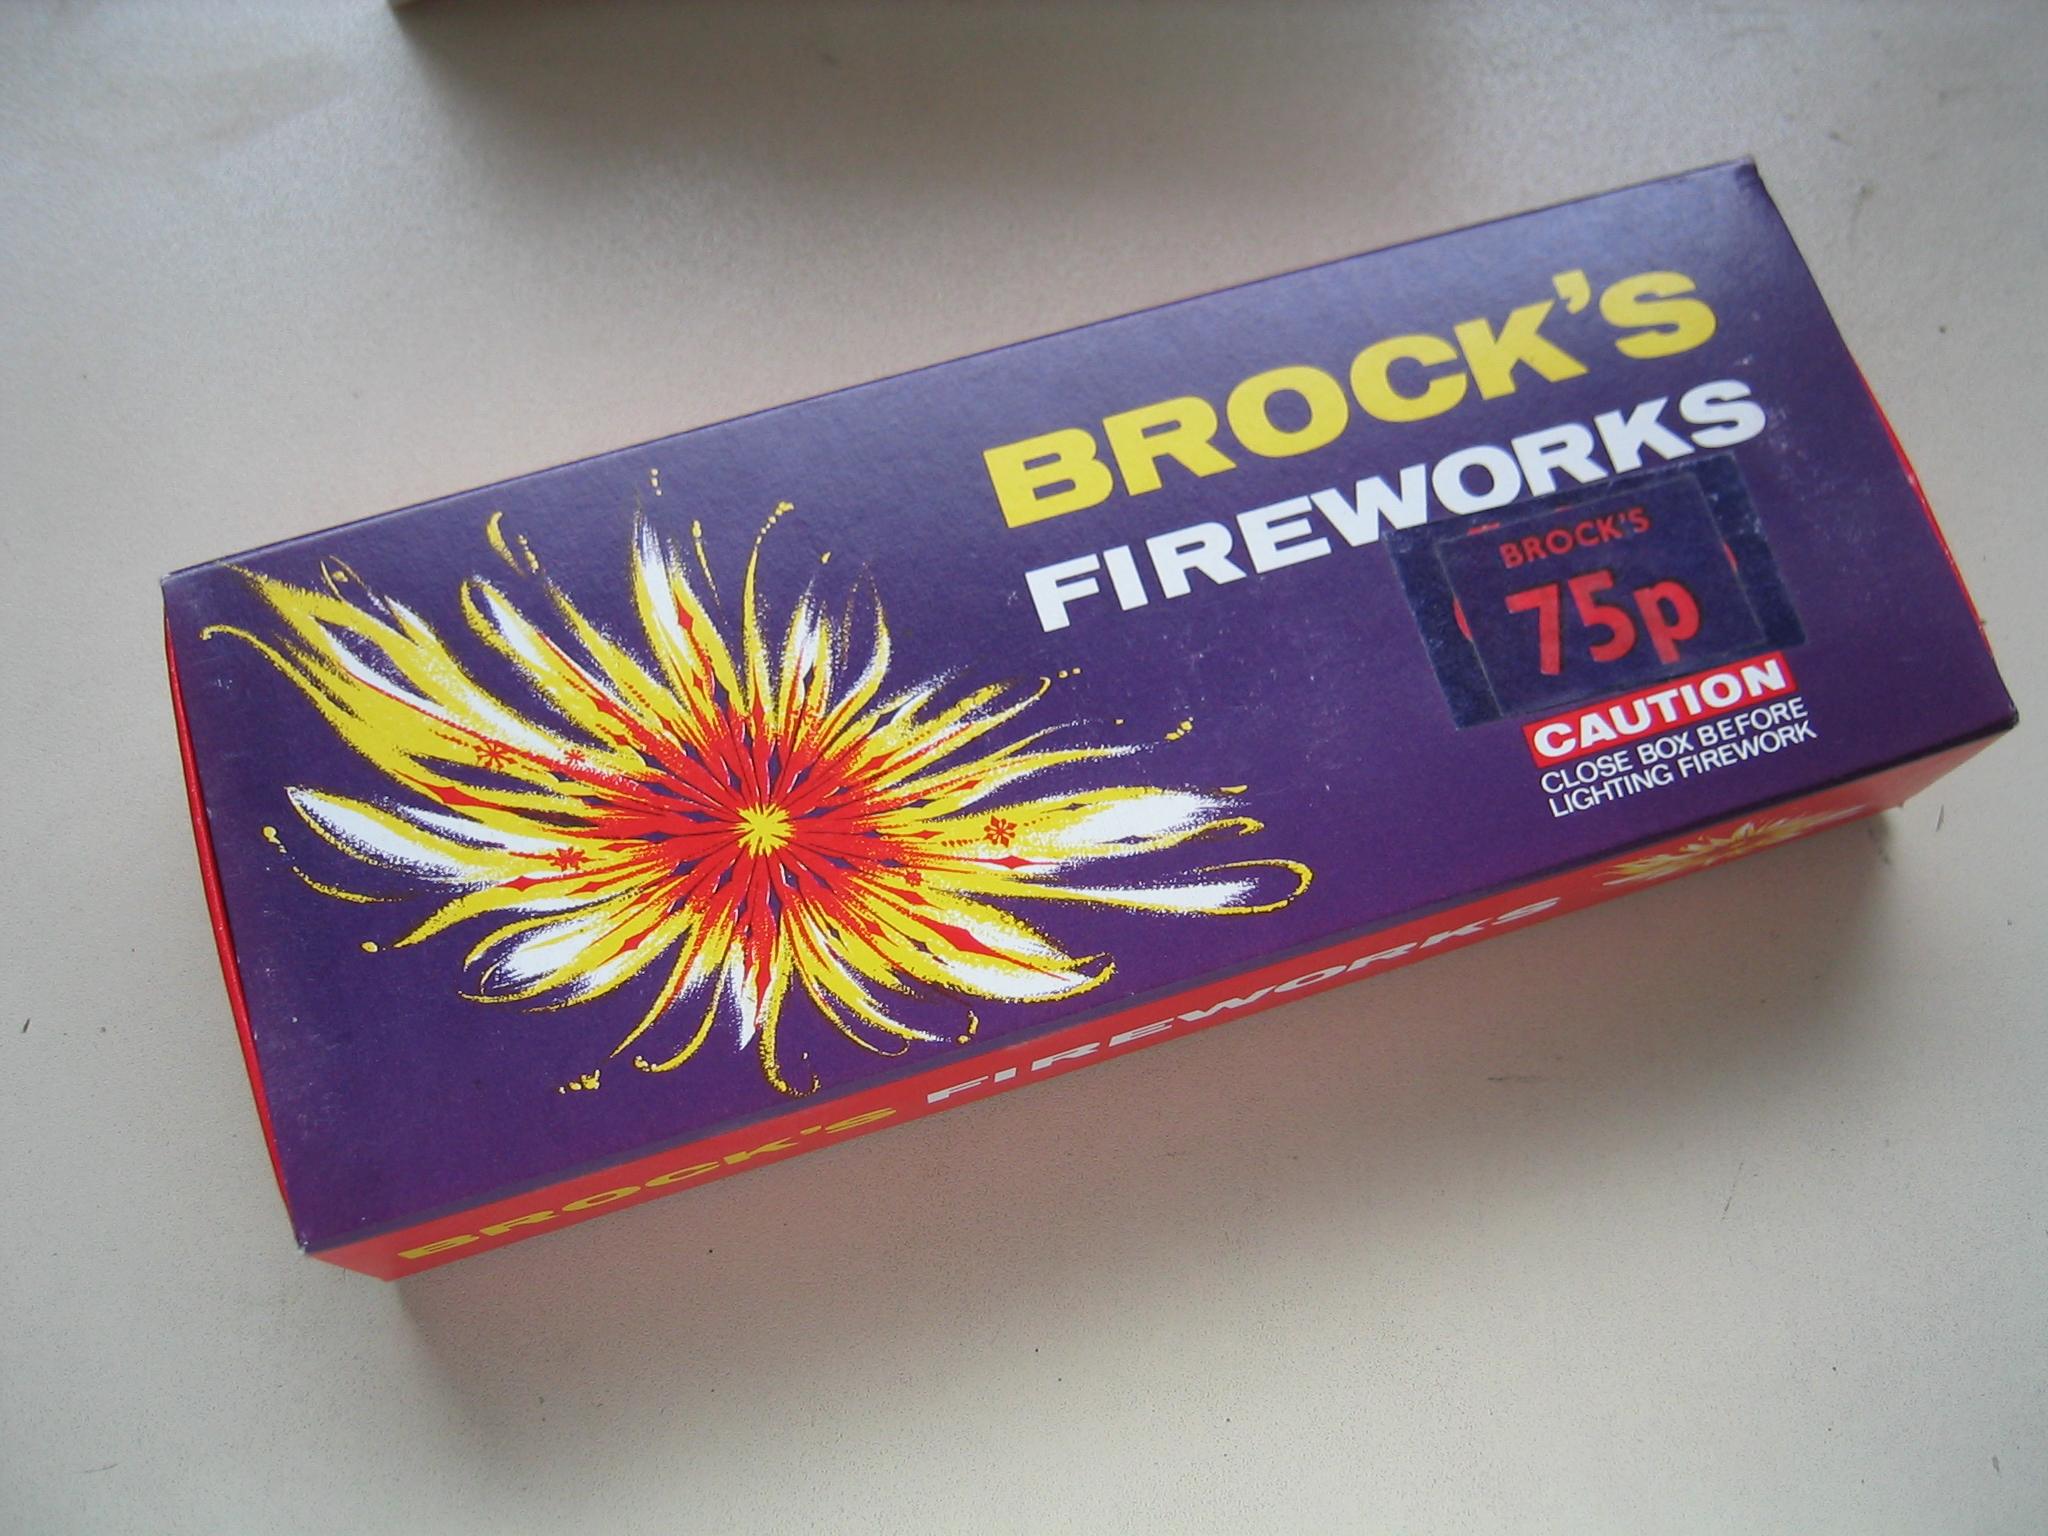 BROCK'S
FIREWORKS
BROCK'S
75p
CAUTION
CLOSE BOX BEFORE
LIGHTING FIREWORK
BROCK'S FIREWORKS